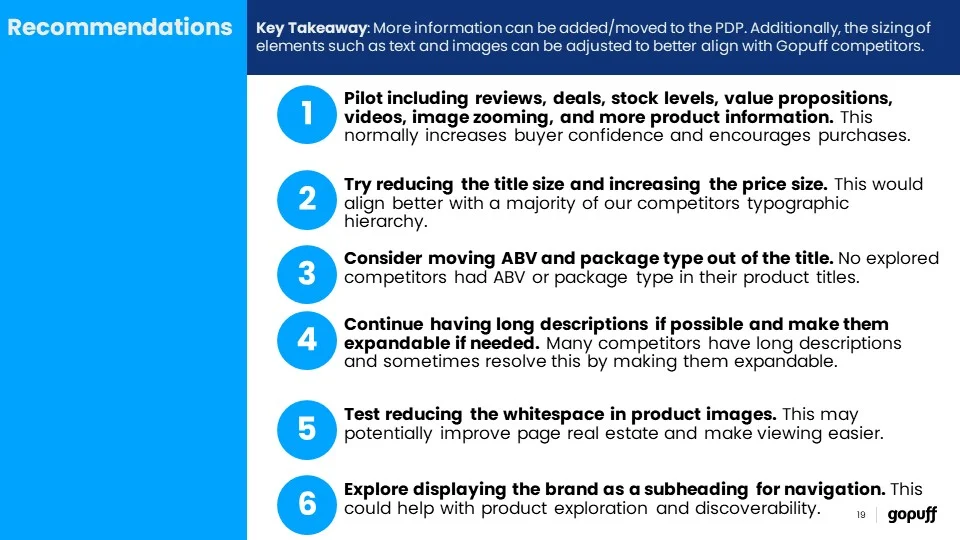 Recommendations
Key Takeaway: More information can be added/moved to the PDP. Additionally, the sizing of
elements such as text and images can be adjusted to better align with Gopuff competitors.
1
Pilot including reviews, deals, stock levels, value propositions,
videos, image zooming, and more product information. This
normally increases buyer confidence and encourages purchases.
2
Try reducing the title size and increasing the price size. This would
align better with a majority of our competitors typographic
hierarchy.
3
Consider moving ABV and package type out of the title. No explored
competitors had ABV or package type in their product titles.
4
Continue having long descriptions if possible and make them
expandable if needed. Many competitors have long descriptions
and sometimes resolve this by making them expandable.
5
Test reducing the whitespace in product images. This may
potentially improve page real estate and make viewing easier.
6
Explore displaying the brand as a subheading for navigation. This
could help with product exploration and discoverability.
19
gopuff